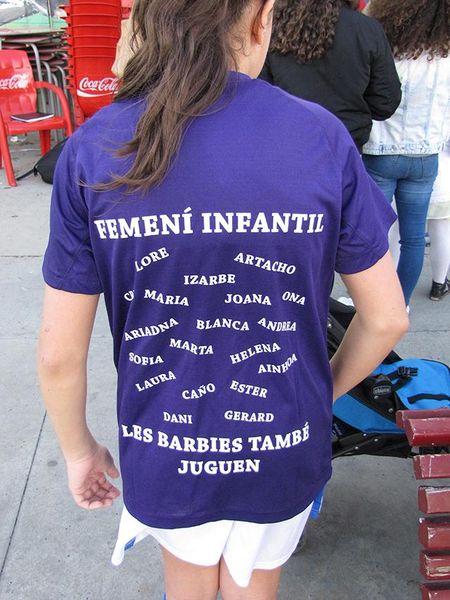 Coca-Cola
Coca-Cola
FEMENÍ INFANTIL
LORE
ARTACHO
IZARBE
MARIA
JOANA
ONA
ARIADNA
BLANCA
ANDREA
MARTA
SOFIA
HELENA
AINHOA
LAURA
CAÑO
ESTER
DANI
GERARD
LES BARBIES TAMBÉ
JUGUEN